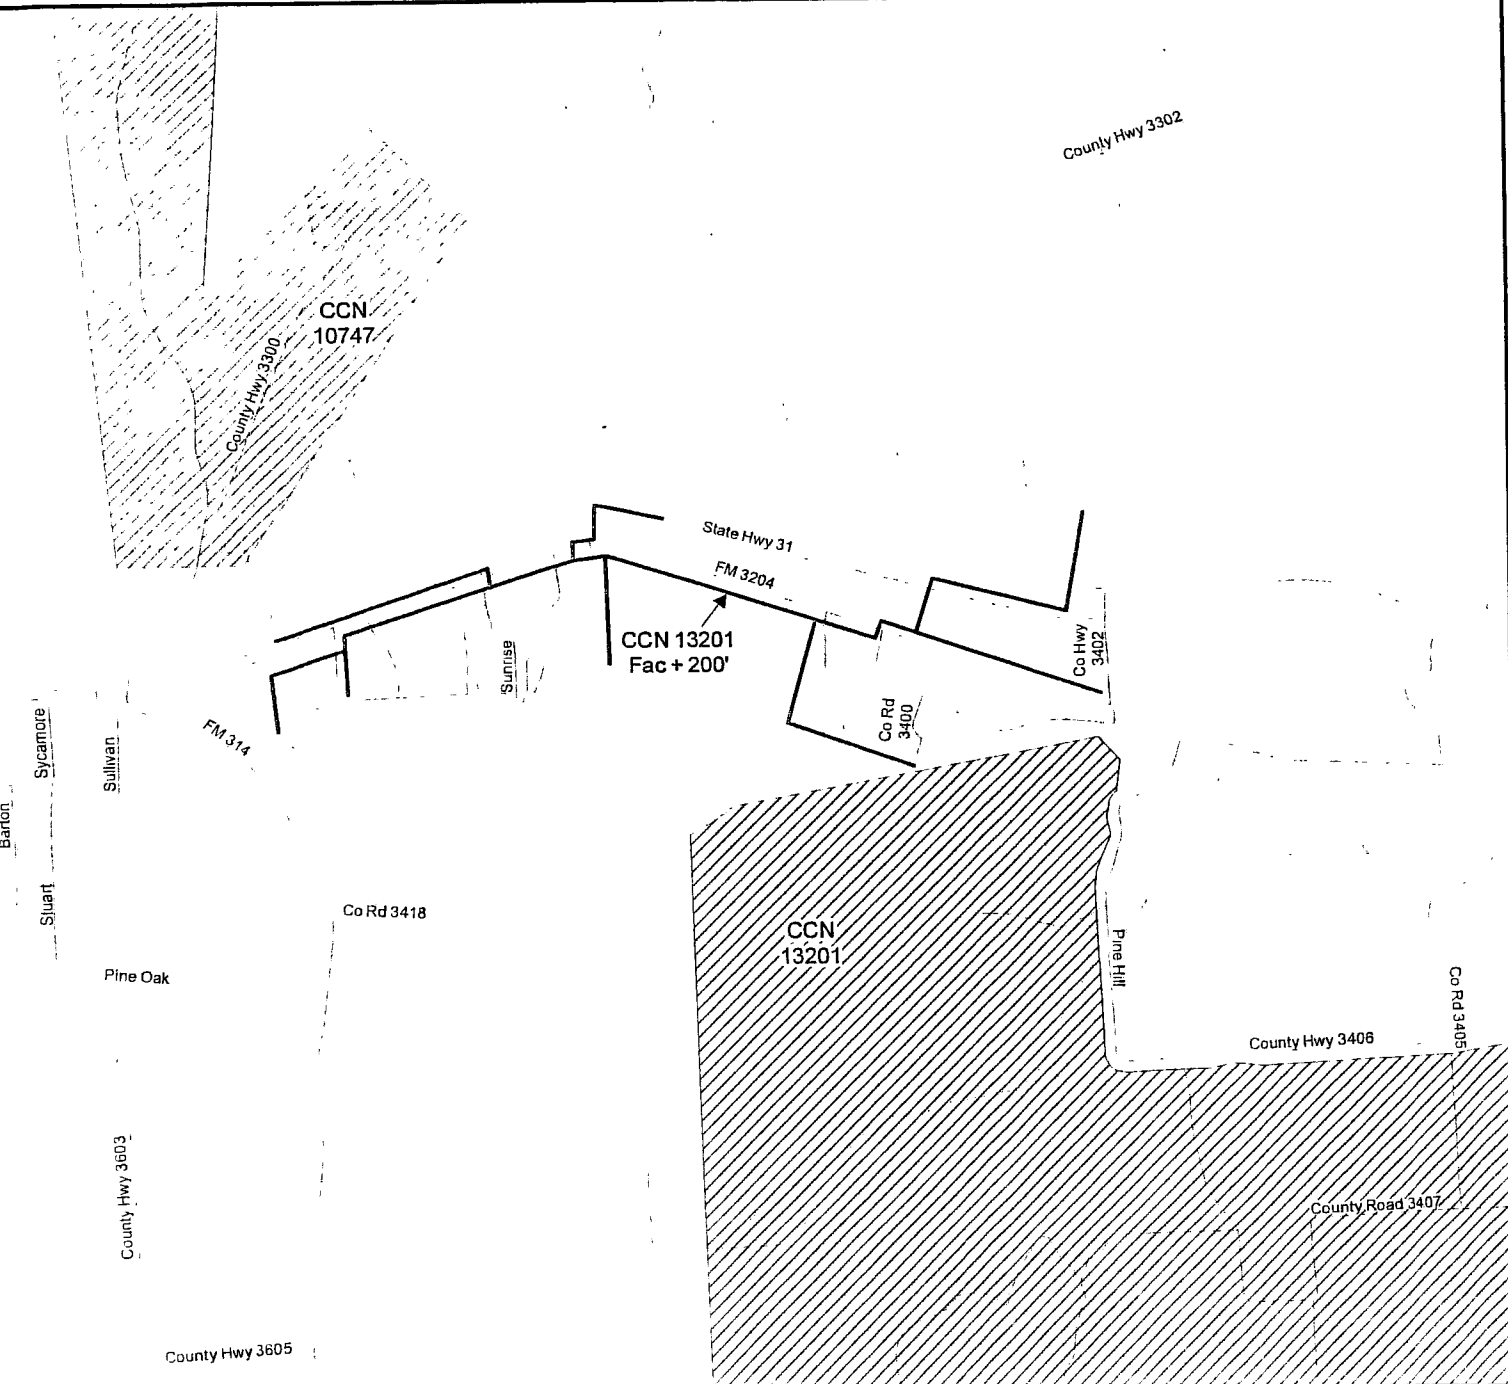 County Hwy 3302
CCN
10747
County Hwy 3300
State Hwy 31
FM 3204
CCN 13201
Fac + 200'
Sunrise
Co Hwy
3402
Co Rd
3400
FM 314
Sycamore
Sullivan
Barton
Stuart
Co Rd 3418
CCN
13201
Pine Hill
Pine Oak
Co Rd 3405
County Hwy 3406
County Hwy 3603
County Road 3407
County Hwy 3605